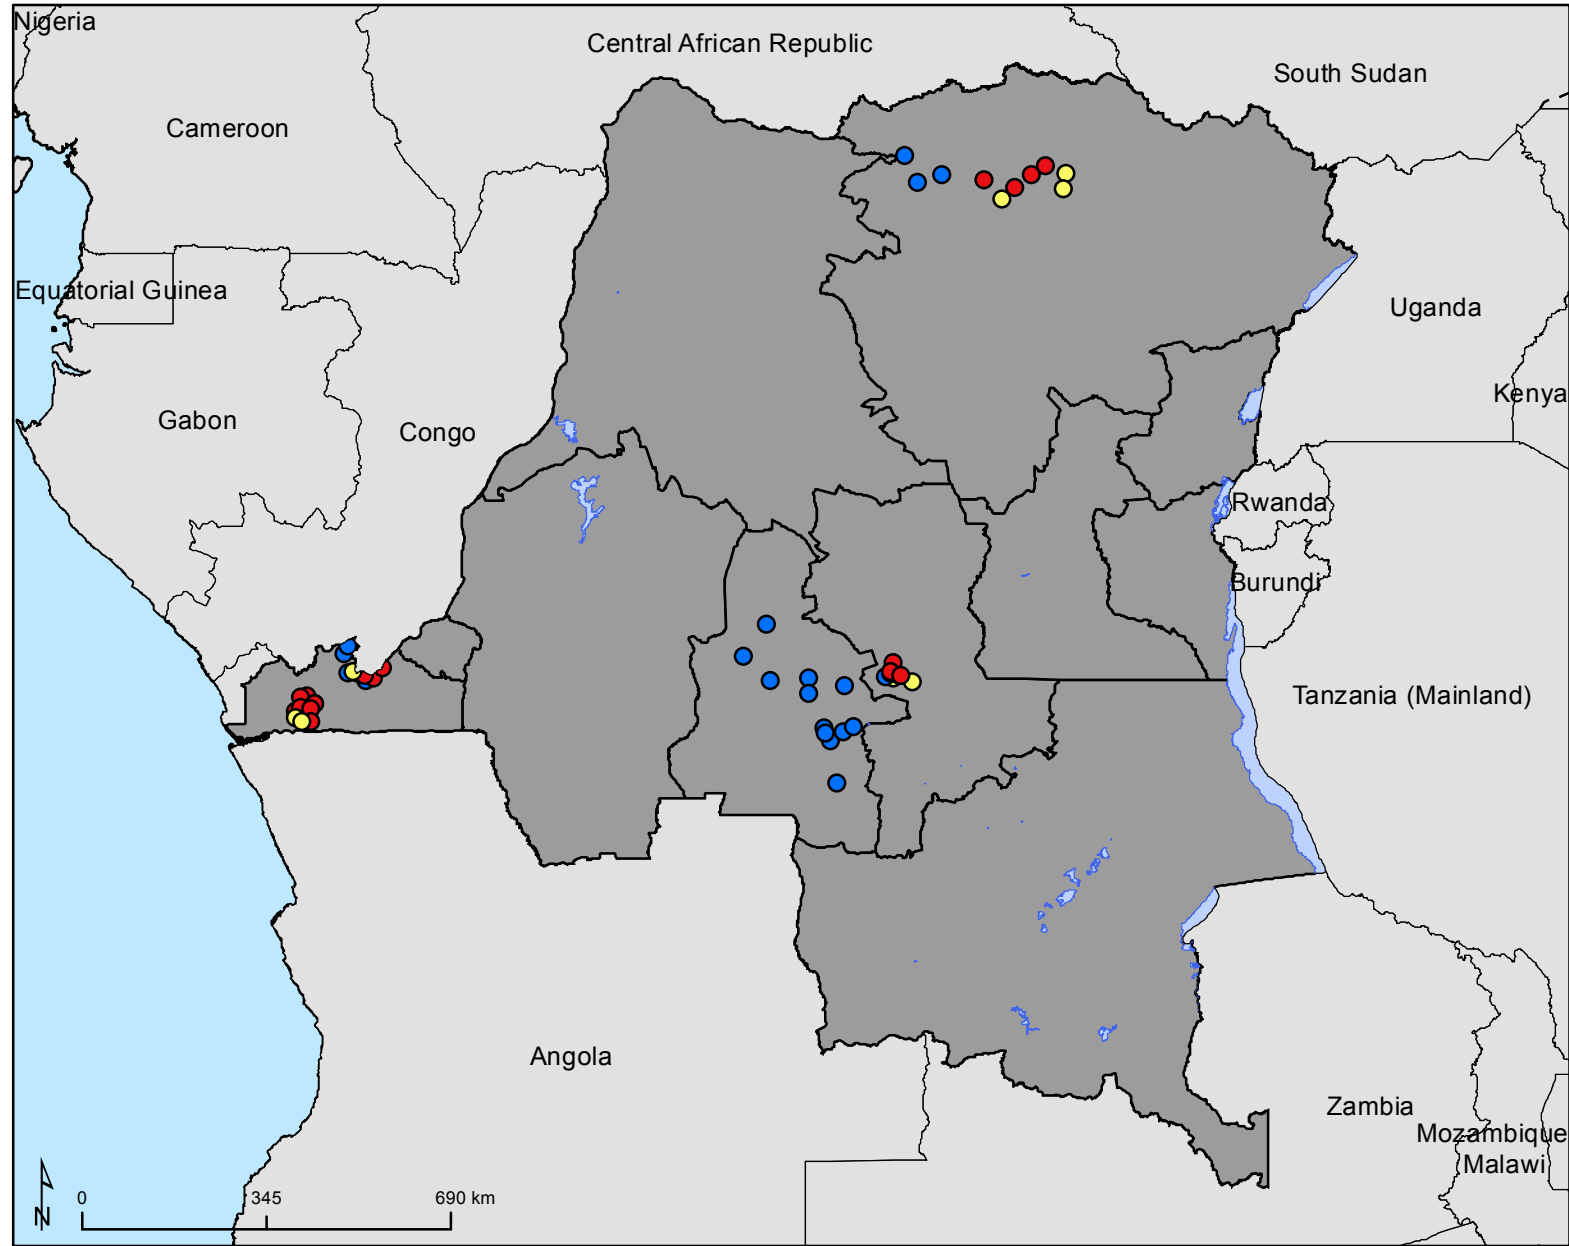 Nigeria
Central African Republic
South Sudan
Cameroon
Equatorial Guinea
Uganda
Kenya
Gabon
Congo
Rwanda
Burundi
Tanzania (Mainland)
Angola
Zambia
Mozambique
Malawi
N
0 345 690 km